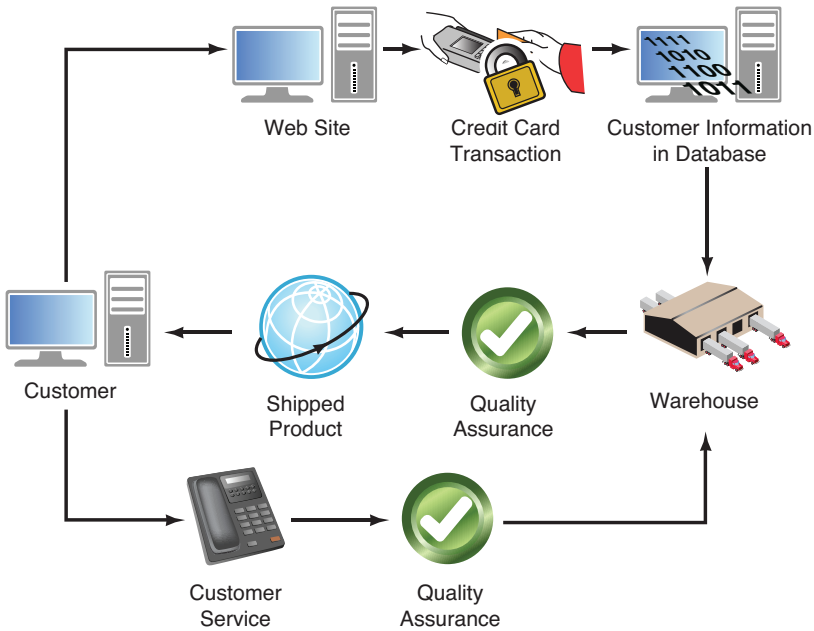 1111
1010
1100
1011
Web Site
Credit Card
Transaction
Customer Information
in Database
Customer
Shipped
Product
Quality
Assurance
Warehouse
Customer
Service
Quality
Assurance